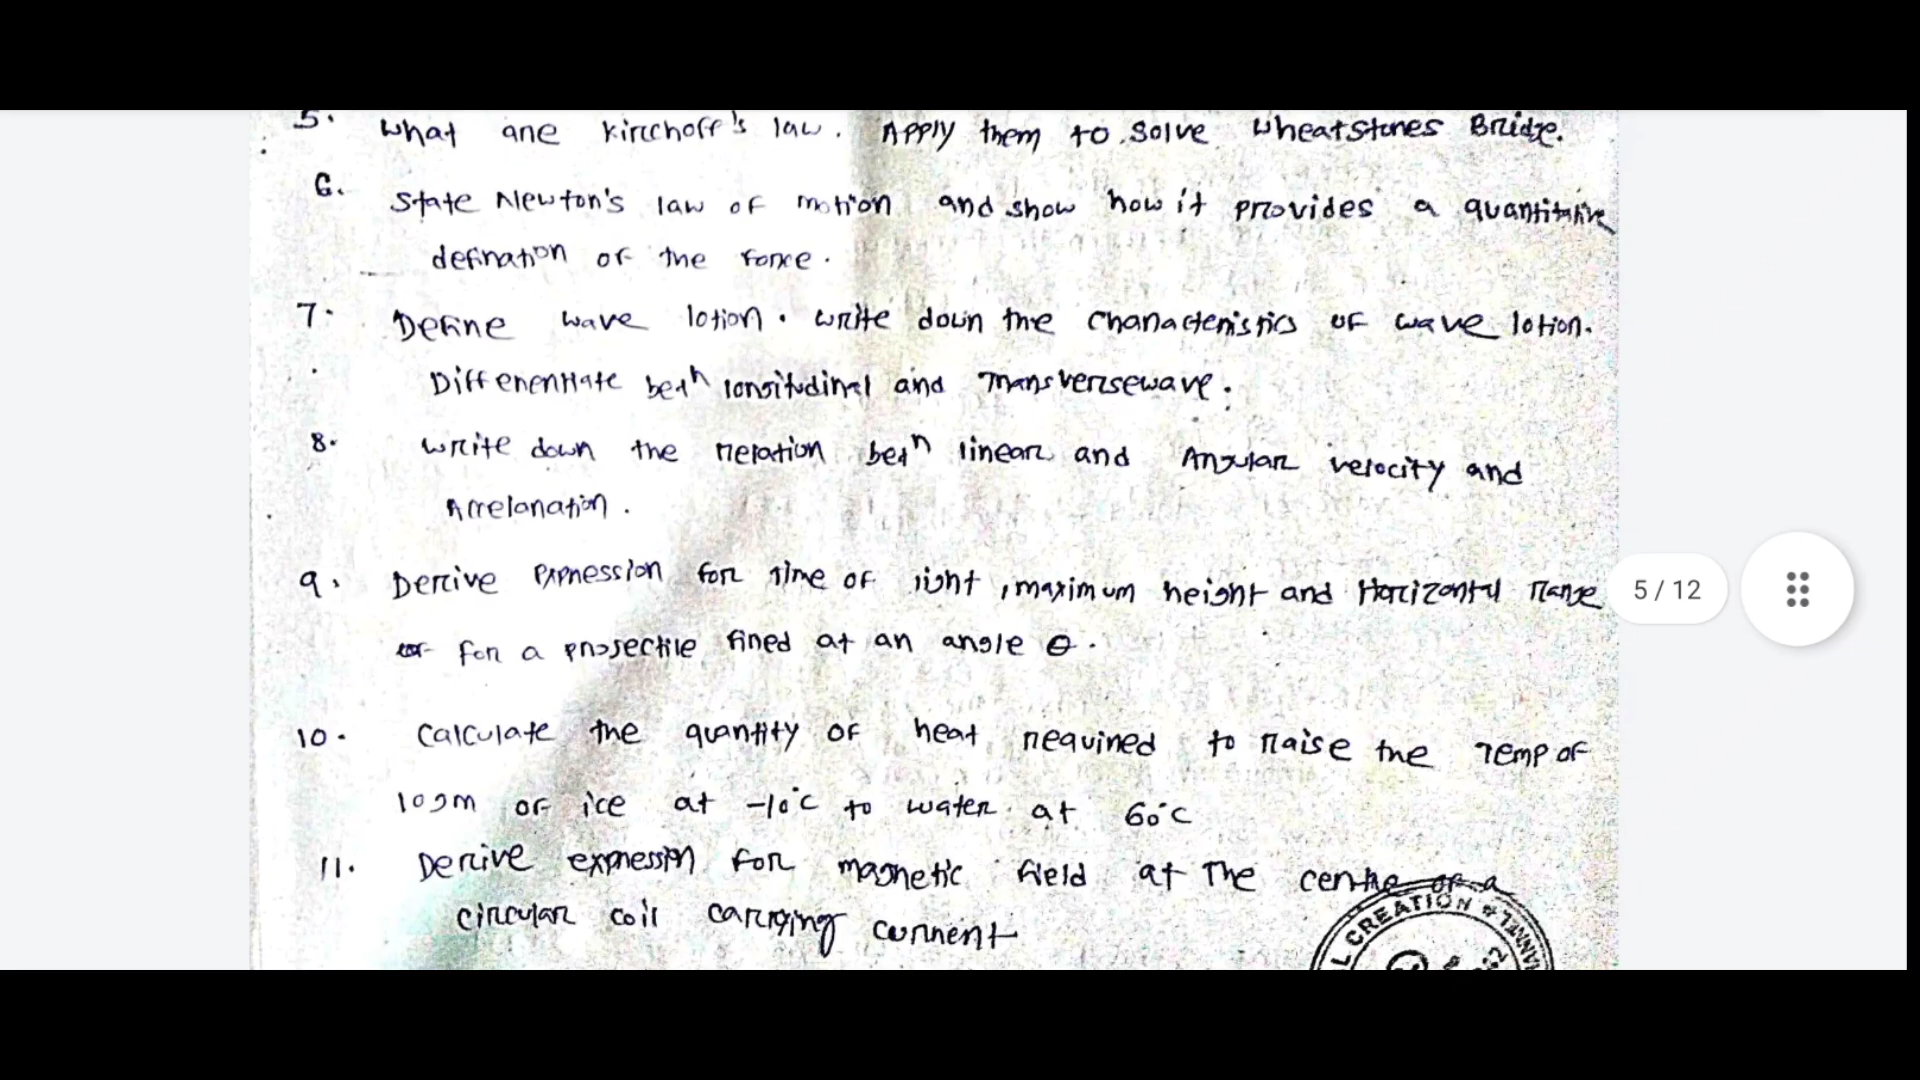 5. What are Kirchoff's law. Apply them to solve Wheatstones Bridge.
6. State Newton's law of motion and show how it provides a quantitative
defination of the force.
7. Define wave lotion. write down the characteristics of wave lotion.
Differentiate betn longitudinal and Transversewave.
8. Write down the relation betn linear and Angular velocity and
Accelaration.
9. Derive expression for time of light, maximum height and Horizontal Range
for a projectile fired at an angle θ.
5 / 12
10. Calculate the quantity of heat required to raise the Temp of
10gm of ice at -10°C to water at 60°C
11. Derive expression for magnetic field at The centre of a
circular coil carrying current
L CREATION